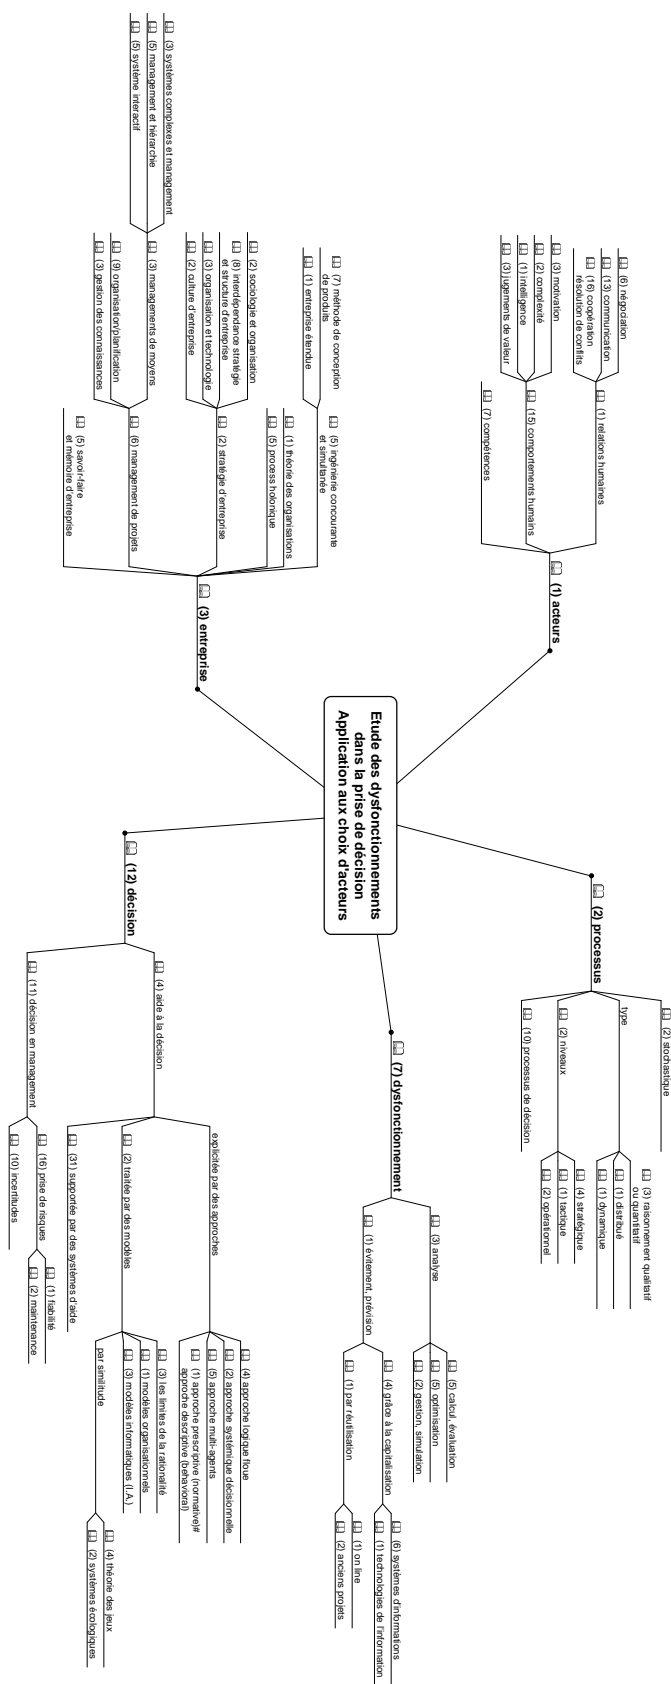 Etude des dysfonctionnements
dans la prise de décision
Application aux choix d'acteurs
(1) acteurs
(1) relations humaines
(6) négociation
(13) communication
(16) coopération
résolution de conflits
(15) comportements humains
(3) motivation
(2) complexité
(1) intelligence
(3) jugements de valeur
(7) compétences
(3) entreprise
(5) ingénierie concourante
et simultanée
(7) méthode de conception
de produits
(1) entreprise étendue
(1) théorie des organisations
(5) process holonique
(2) stratégie d'entreprise
(2) sociologie et organisation
(8) interdépendance stratégie
et structure d'entreprise
(3) organisation et technologie
(2) culture d'entreprise
(6) management de projets
(3) managements de moyens
(3) systèmes complexes et management
(5) management et hiérarchie
(5) système interactif
(9) organisation/planification
(3) gestion des connaissances
(5) savoir-faire
et mémoire d'entreprise
(2) processus
(2) stochastique
type
(3) raisonnement qualitatif
ou quantitatif
(1) distribué
(1) dynamique
(2) niveaux
(4) stratégique
(1) tactique
(2) opérationnel
(10) processus de décision
(7) dysfonctionnement
(3) analyse
(5) calcul, évaluation
(5) optimisation
(2) gestion, simulation
(1) évitement, prévision
(4) grâce à la capitalisation
(6) systèmes d'informations
(1) technologies de l'information
(1) par réutilisation
(1) on line
(2) anciens projets
(12) décision
(4) aide à la décision
explicitée par des approches
(4) approche logique floue
(2) approche systémique décisionnelle
(5) approche multi-agents
(1) approche prescriptive (normative)#
approche descriptive (behavioral)
(2) traitée par des modèles
(3) les limites de la rationalité
(1) modèles organisationnels
(3) modèles informatiques (I.A.)
par similitude
(4) théorie des jeux
(2) systèmes écologiques
(31) supportée par des systèmes d'aide
(11) décision en management
(16) prise de risques
(1) fiabilité
(2) maintenance
(10) incertitudes